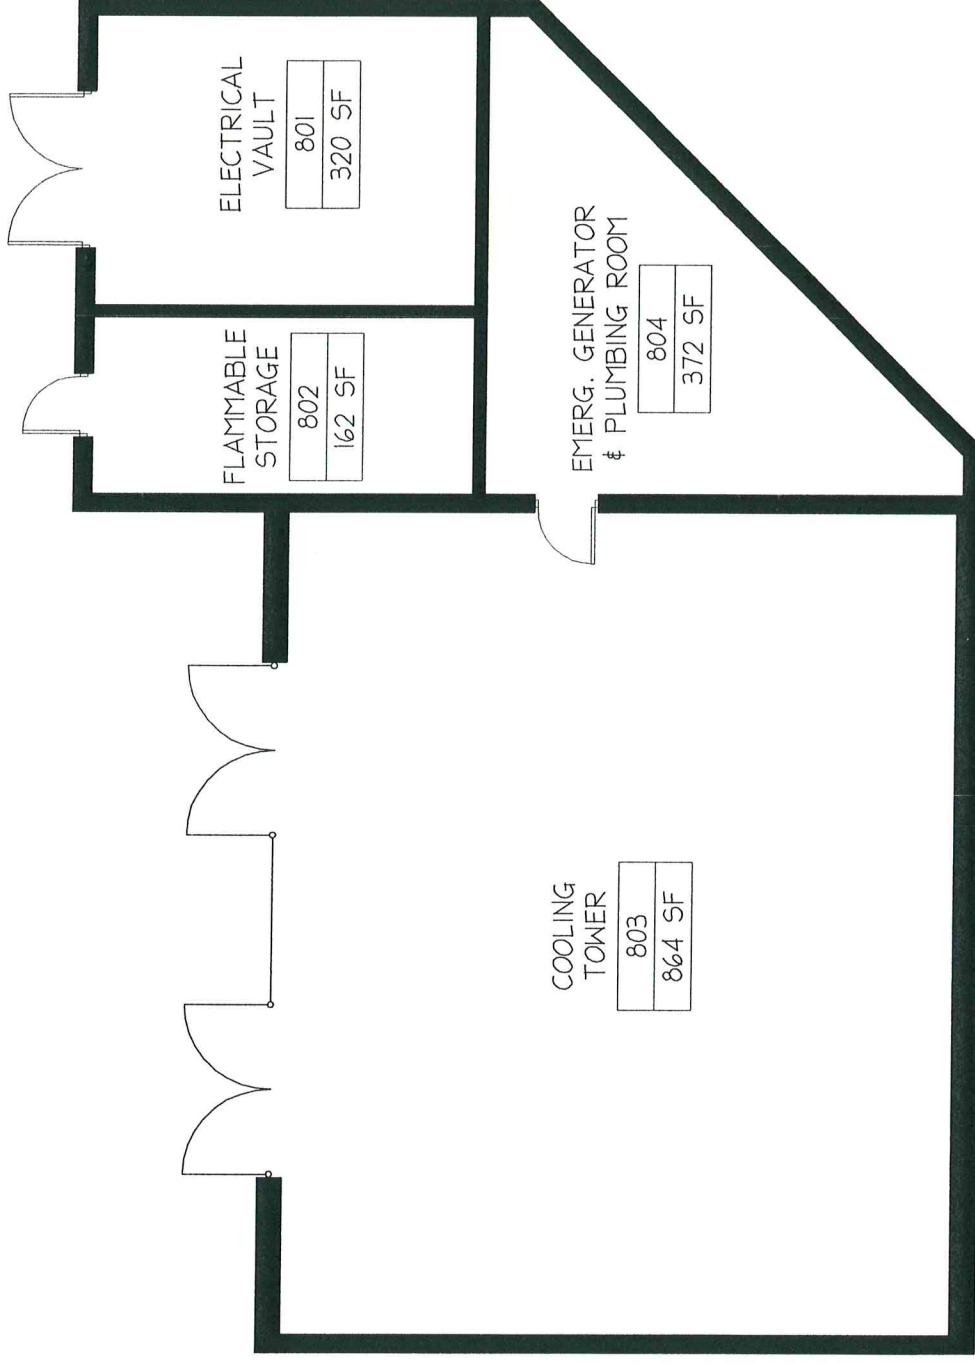 ELECTRICAL
VAULT
801
320 SF
FLAMMABLE
STORAGE
802
162 SF
EMERG. GENERATOR
& PLUMBING ROOM
804
372 SF
COOLING
TOWER
803
864 SF